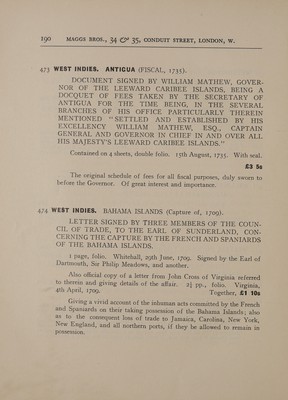 190 MAGGS BROS., 34 & 35, CONDUIT STREET, LONDON, W.
473 WEST INDIES. ANTIGUA (FISCAL, 1735).
DOCUMENT SIGNED BY WILLIAM MATHEW, GOVER-
NOR OF THE LEEWARD CARIBEE ISLANDS, BEING A
DOCQUET OF FEES TAKEN BY THE SECRETARY OF
ANTIGUA FOR THE TIME BEING, IN THE SEVERAL
BRANCHES OF HIS OFFICE PARTICULARLY THEREIN
MENTIONED "SETTLED AND ESTABLISHED BY HIS
EXCELLENCY WILLIAM MATHEW, ESQ., CAPTAIN
GENERAL AND GOVERNOR IN CHIEF IN AND OVER ALL
HIS MAJESTY'S LEEWARD CARIBEE ISLANDS."
Contained on 4 sheets, double folio. 15th August, 1735. With seal.
£3 5s
The original schedule of fees for all fiscal purposes, duly sworn to
before the Governor. Of great interest and importance.
474 WEST INDIES. BAHAMA ISLANDS (Capture of, 1709).
LETTER SIGNED BY THREE MEMBERS OF THE COUN-
CIL OF TRADE, TO THE EARL OF SUNDERLAND, CON-
CERNING THE CAPTURE BY THE FRENCH AND SPANIARDS
OF THE BAHAMA ISLANDS.
1 page, folio. Whitehall, 29th June, 1709. Signed by the Earl of
Dartmouth, Sir Philip Meadows, and another.
Also official copy of a letter from John Cross of Virginia referred
to therein and giving details of the affair. 2½ pp., folio. Virginia,
4th April, 1709. Together, £1 10s
Giving a vivid account of the inhuman acts committed by the French
and Spaniards on their taking possession of the Bahama Islands; also
as to the consequent loss of trade to Jamaica, Carolina, New York,
New England, and all northern ports, if they be allowed to remain in
possession.